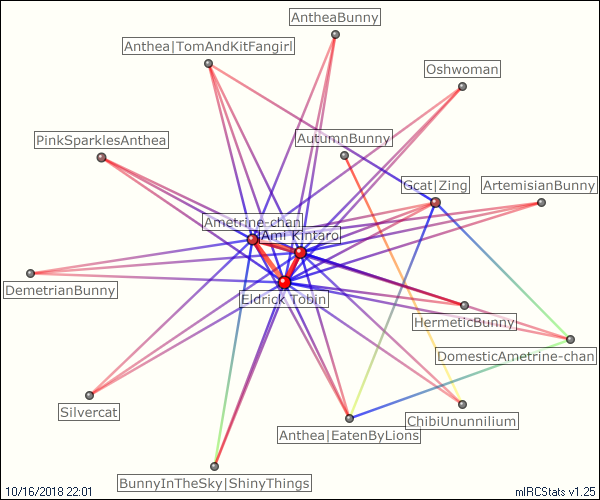 AntheaBunny
Anthea|TomAndKitFangirl
Oshwoman
PinkSparklesAnthea
AutumnBunny
Gcat|Zing
ArtemisianBunny
Ametrine-chan
Ami Kintaro
DemetrianBunny
Eldrick Tobin
HermeticBunny
DomesticAmetrine-chan
Silvercat
ChibiUnunnilium
Anthea|EatenByLions
BunnyInTheSky|ShinyThings
10/16/2018 22:01
mIRCStats v1.25